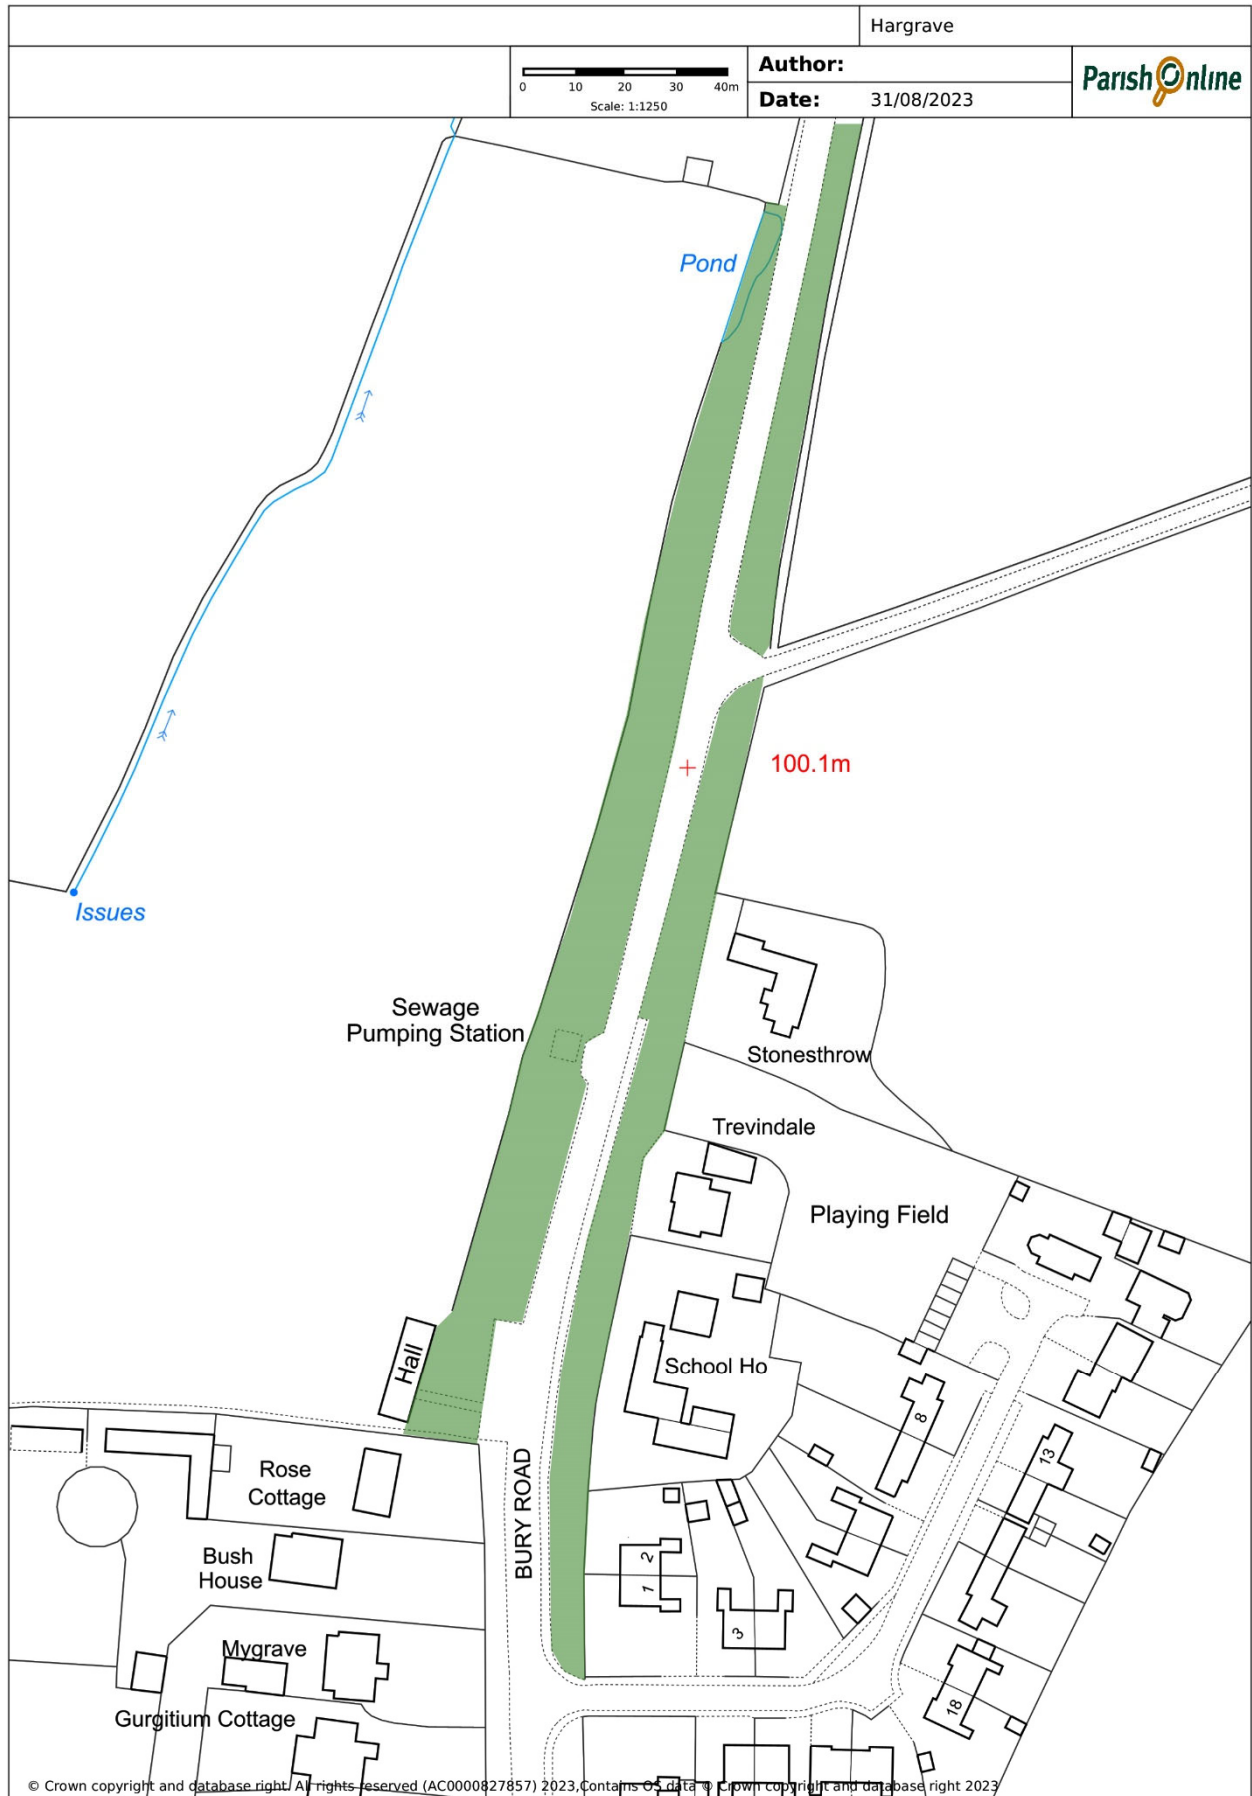 Hargrave
0 10 20 30 40m
Scale: 1:1250
Author:
Date: 31/08/2023
Parish Online
Pond
100.1m
Issues
Sewage
Pumping Station
Stonesthrow
Trevindale
Playing Field
Hall
School Ho
8
13
Rose
Cottage
BURY ROAD
Bush
House
2
1
3
Mygrave
18
Gurgitium Cottage
© Crown copyright and database right. All rights reserved (AC0000827857) 2023,Contains OS data © Crown copyright and database right 2023